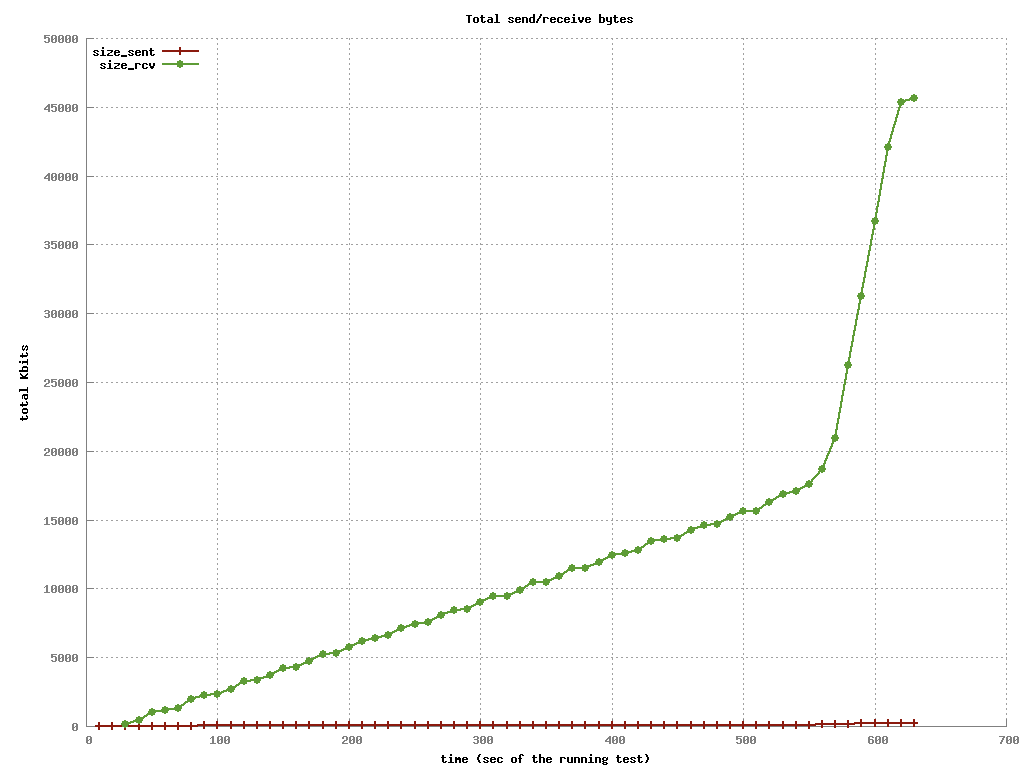 Total send/receive bytes
50000
size_sent
size_rcv
45000
40000
35000
30000
total Kbits
25000
20000
15000
10000
5000
0
0 100 200 300 400 500 600 700
time (sec of the running test)